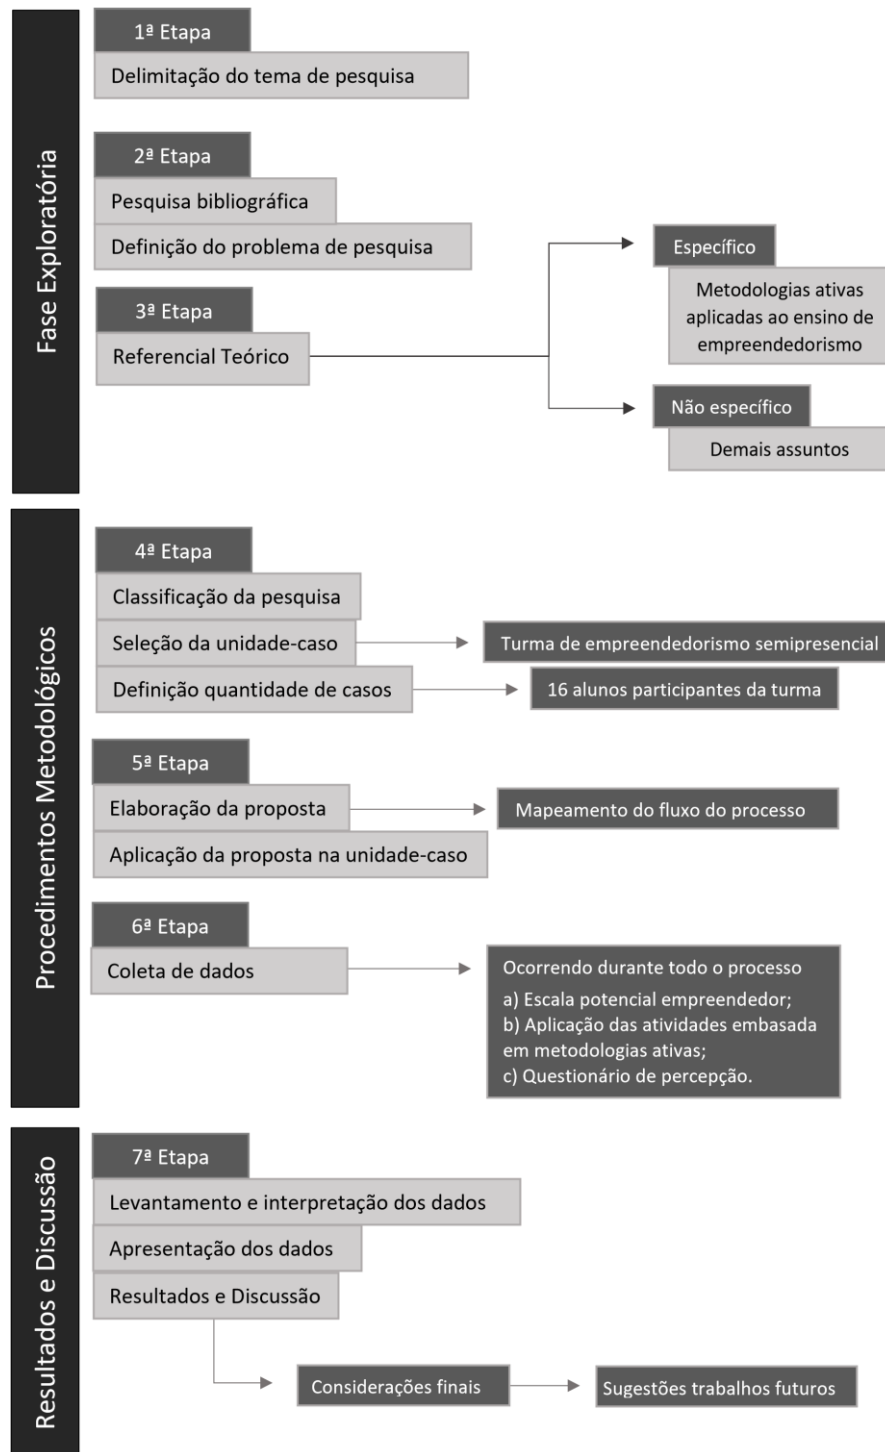 Fase Exploratória
1ª Etapa
Delimitação do tema de pesquisa
2ª Etapa
Pesquisa bibliográfica
Definição do problema de pesquisa
3ª Etapa
Referencial Teórico
Específico
Metodologias ativas
aplicadas ao ensino de
empreendedorismo
Não específico
Demais assuntos
Procedimentos Metodológicos
4ª Etapa
Classificação da pesquisa
Seleção da unidade-caso
Turma de empreendedorismo semipresencial
Definição quantidade de casos
16 alunos participantes da turma
5ª Etapa
Elaboração da proposta
Mapeamento do fluxo do processo
Aplicação da proposta na unidade-caso
6ª Etapa
Coleta de dados
Ocorrendo durante todo o processo
a) Escala potencial empreendedor;
b) Aplicação das atividades embasada
em metodologias ativas;
c) Questionário de percepção.
Resultados e Discussão
7ª Etapa
Levantamento e interpretação dos dados
Apresentação dos dados
Resultados e Discussão
Considerações finais
Sugestões trabalhos futuros